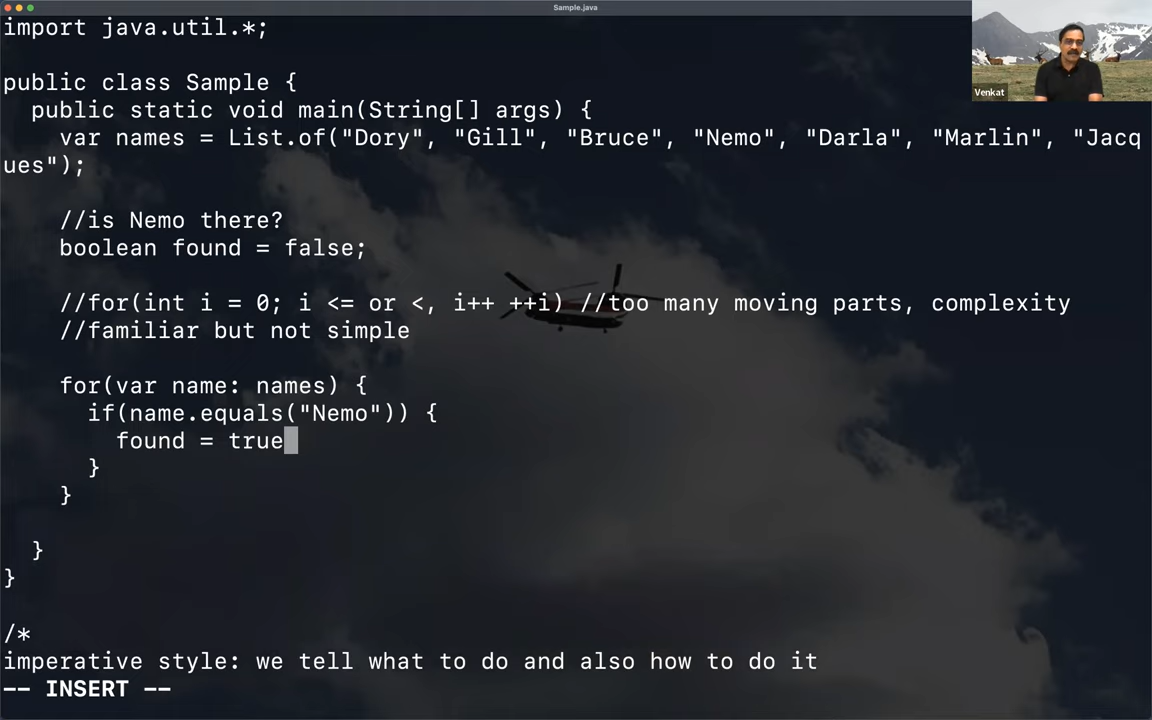 Sample.java
import java.util.*;
Venkat
public class Sample {
public static void main(String[] args) {
var names = List.of("Dory", "Gill", "Bruce", "Nemo", "Darla", "Marlin", "Jacq
ues");
//is Nemo there?
boolean found = false;
//for(int i = 0; i <= or <, i++ ++i) //too many moving parts, complexity
//familiar but not simple
for(var name: names) {
if(name.equals("Nemo")) {
found = true
}
}
}
}
/*
imperative style: we tell what to do and also how to do it
-- INSERT --